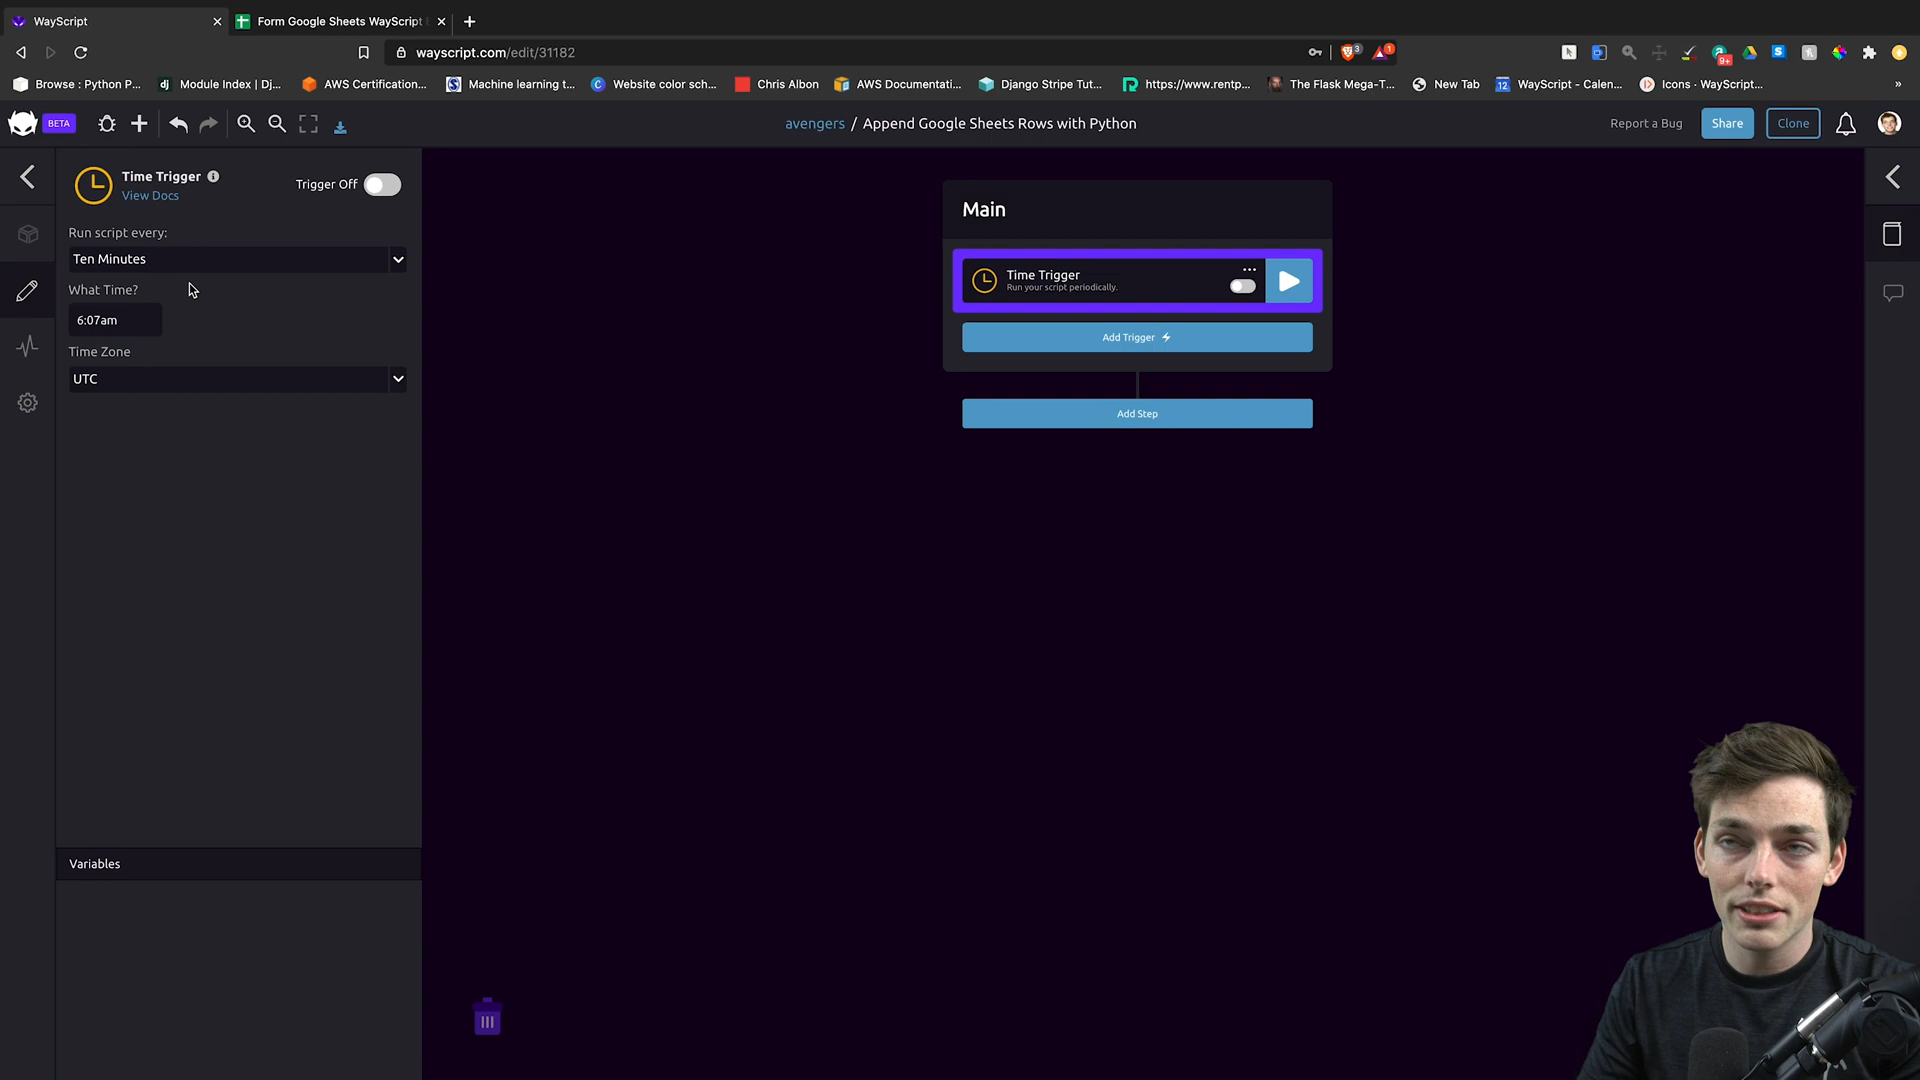 WayScript
Form Google Sheets WayScript
wayscript.com/edit/31182
3
1
9+
Browse : Python P...
Module Index | Dj...
AWS Certification...
Machine learning t...
Website color sch...
Chris Albon
AWS Documentati...
Django Stripe Tut...
https://www.rentp...
The Flask Mega-T...
New Tab
12
WayScript - Calen...
Icons · WayScript...
»
BETA
avengers / Append Google Sheets Rows with Python
Report a Bug
Share
Clone
Time Trigger
View Docs
Trigger Off
Run script every:
Ten Minutes
What Time?
6:07am
Time Zone
UTC
Main
Time Trigger
Run your script periodically.
Add Trigger
Add Step
Variables